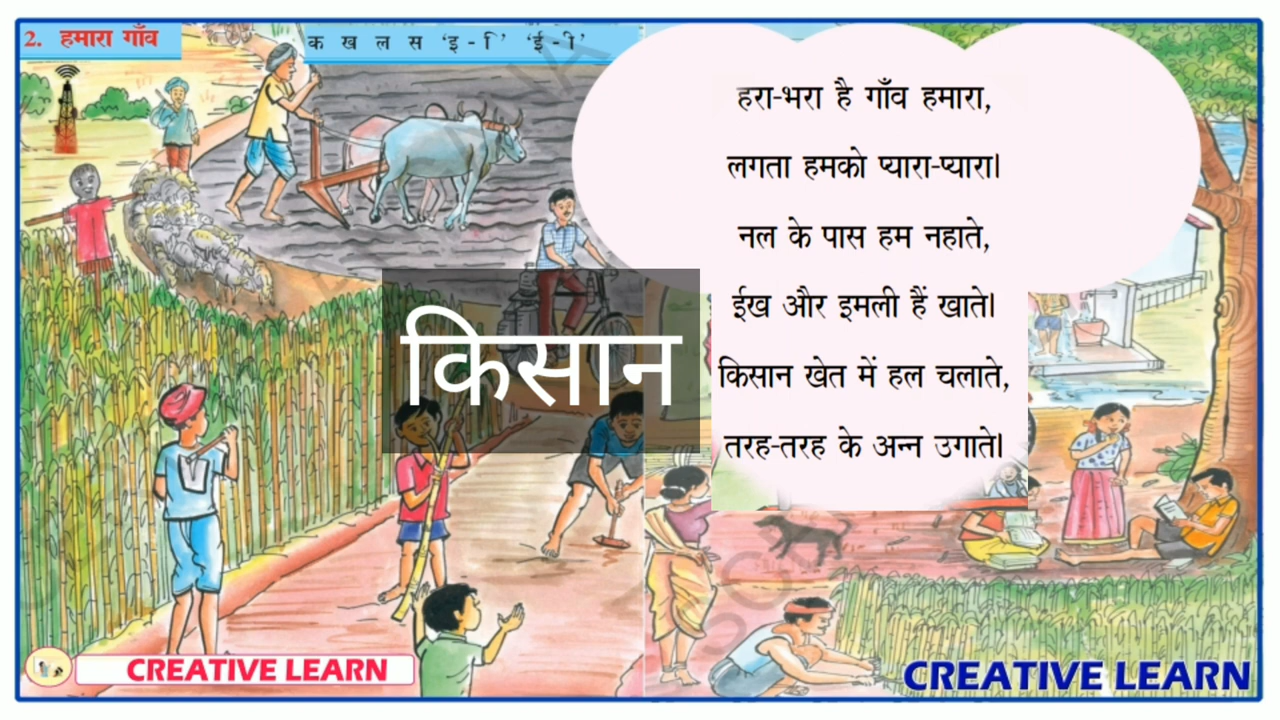 2. हमारा गाँव
क ख ल स ‘इ - ि’ ‘ई - ी’
हरा-भरा है गाँव हमारा,
लगता हमको प्यारा-प्यारा।
नल के पास हम नहाते,
ईख और इमली हैं खाते।
किसान खेत में हल चलाते,
तरह-तरह के अन्न उगाते।
किसान
CREATIVE LEARN
CREATIVE LEARN